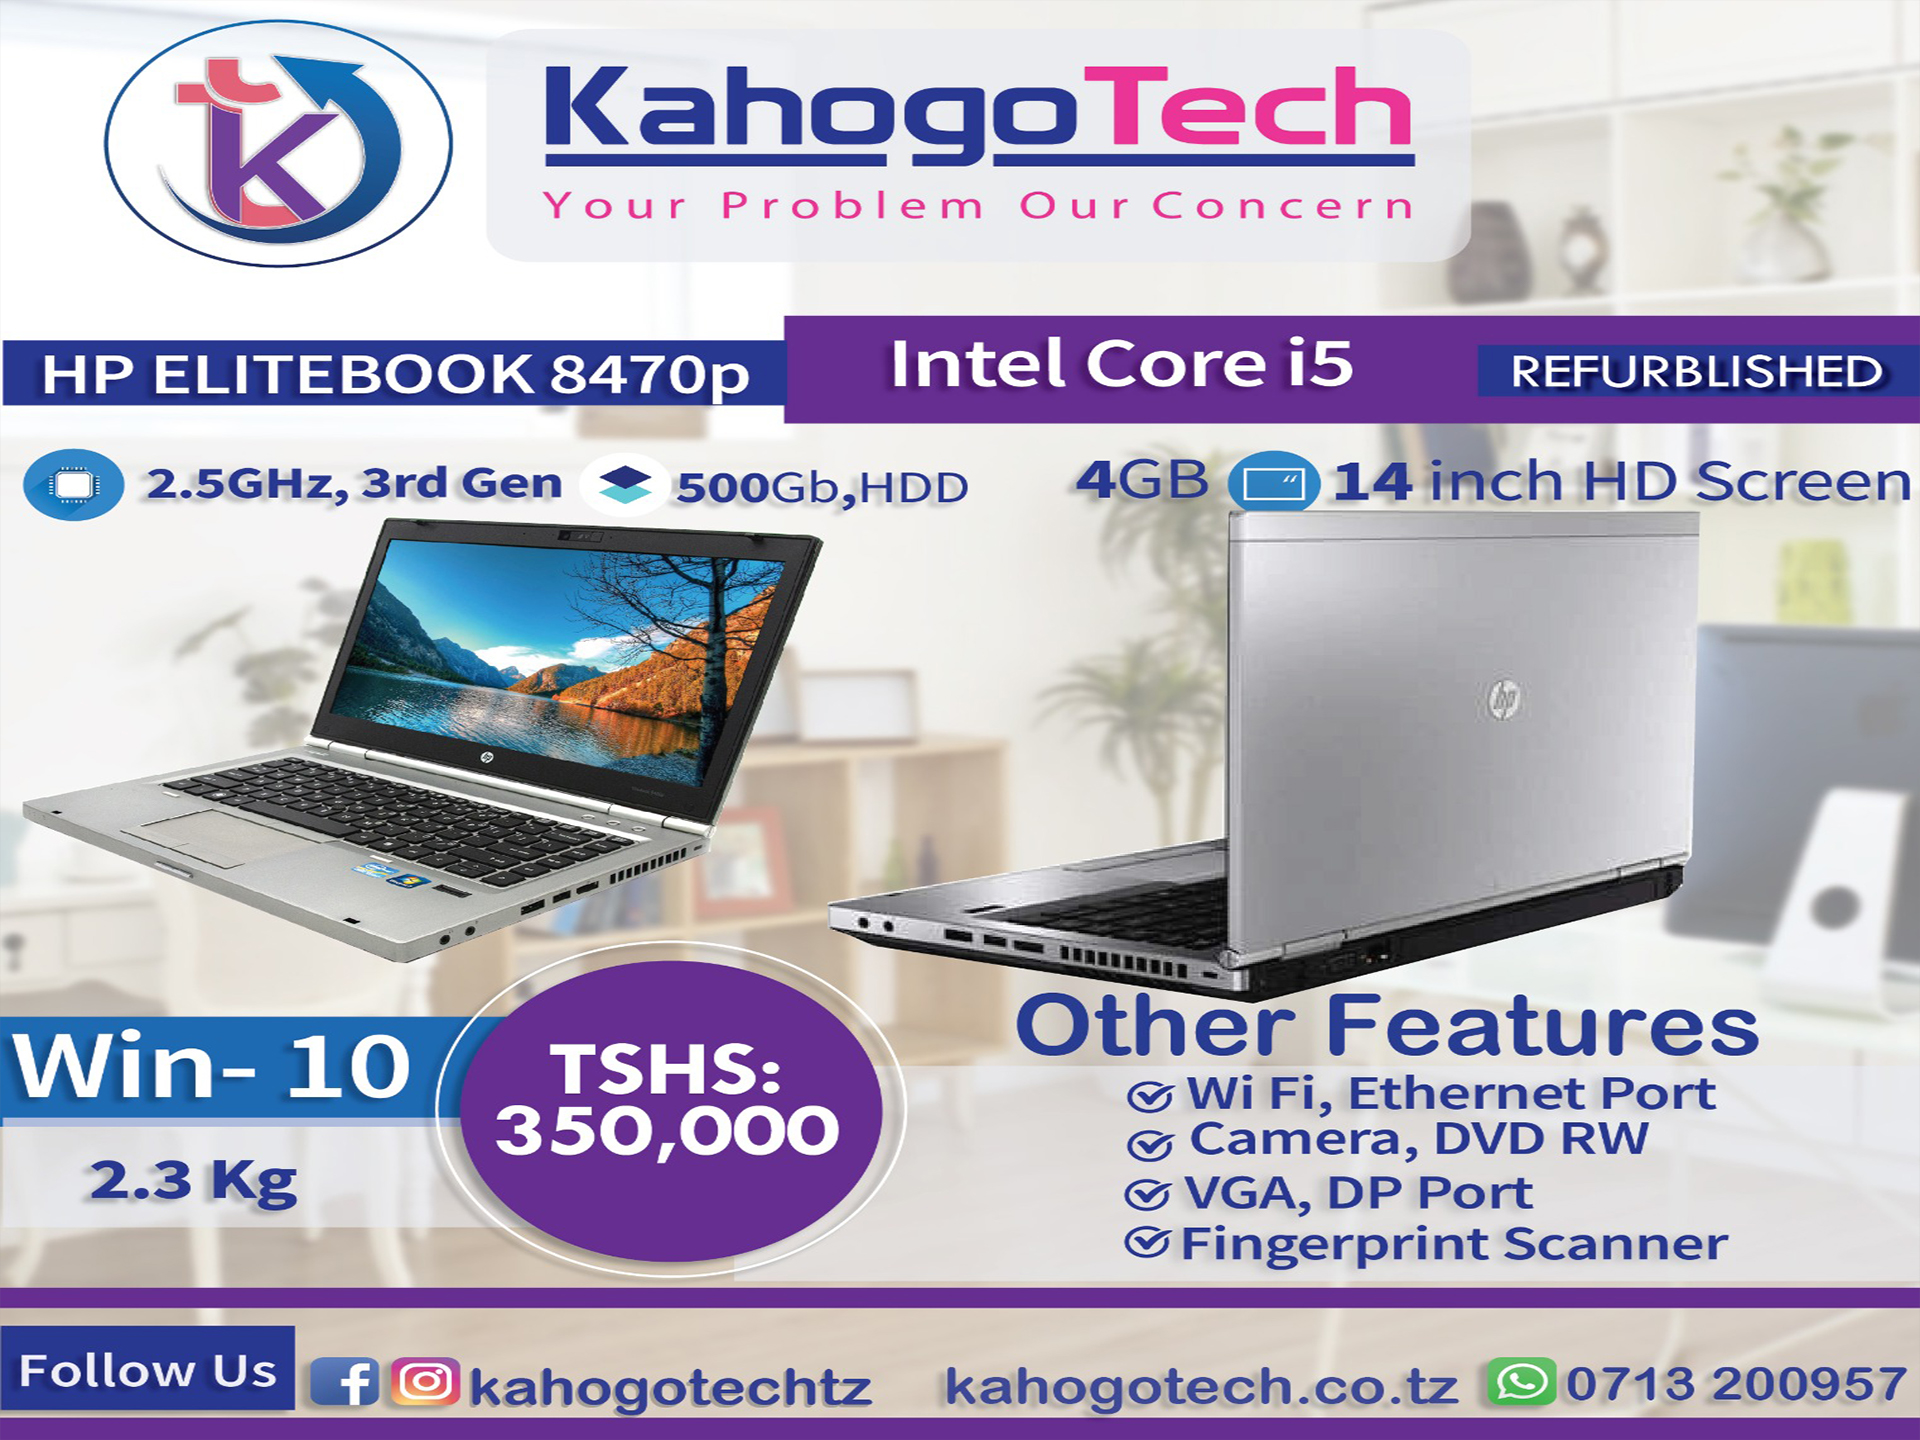 KahogoTech
Your Problem Our Concern
HP ELITEBOOK 8470p
Intel Core i5
REFURBLISHED
2.5GHz, 3rd Gen
500Gb,HDD
4GB
14 inch HD Screen
hp
hp
Win- 10
2.3 Kg
TSHS:
350,000
Other Features
Wi Fi, Ethernet Port
Camera, DVD RW
VGA, DP Port
Fingerprint Scanner
Follow Us
kahogotechtz
kahogotech.co.tz
0713 200957